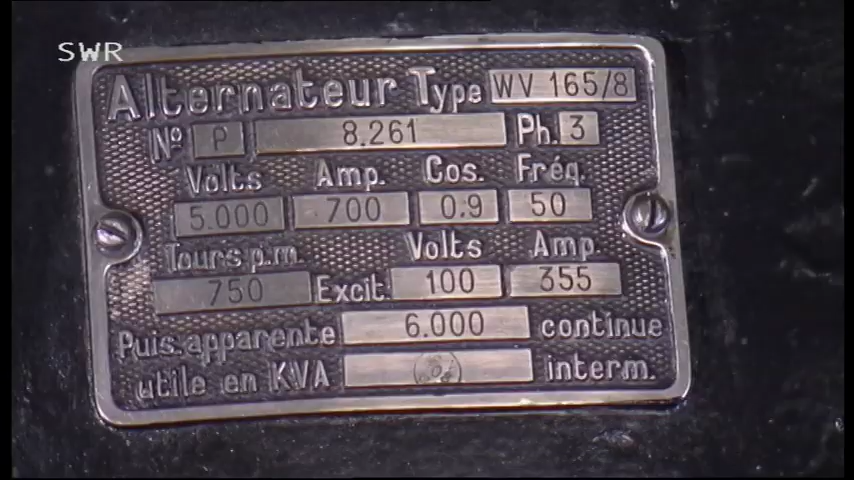 SWR
Alternateur Type WV 165/8
Nº P 8.261 Ph. 3
Volts Amp. Cos. Fréq.
5.000 700 0.9 50
Tours p.m Volts Amp.
750 Excit. 100 355
Puis. apparente 6.000 continue
utile en KVA interm.